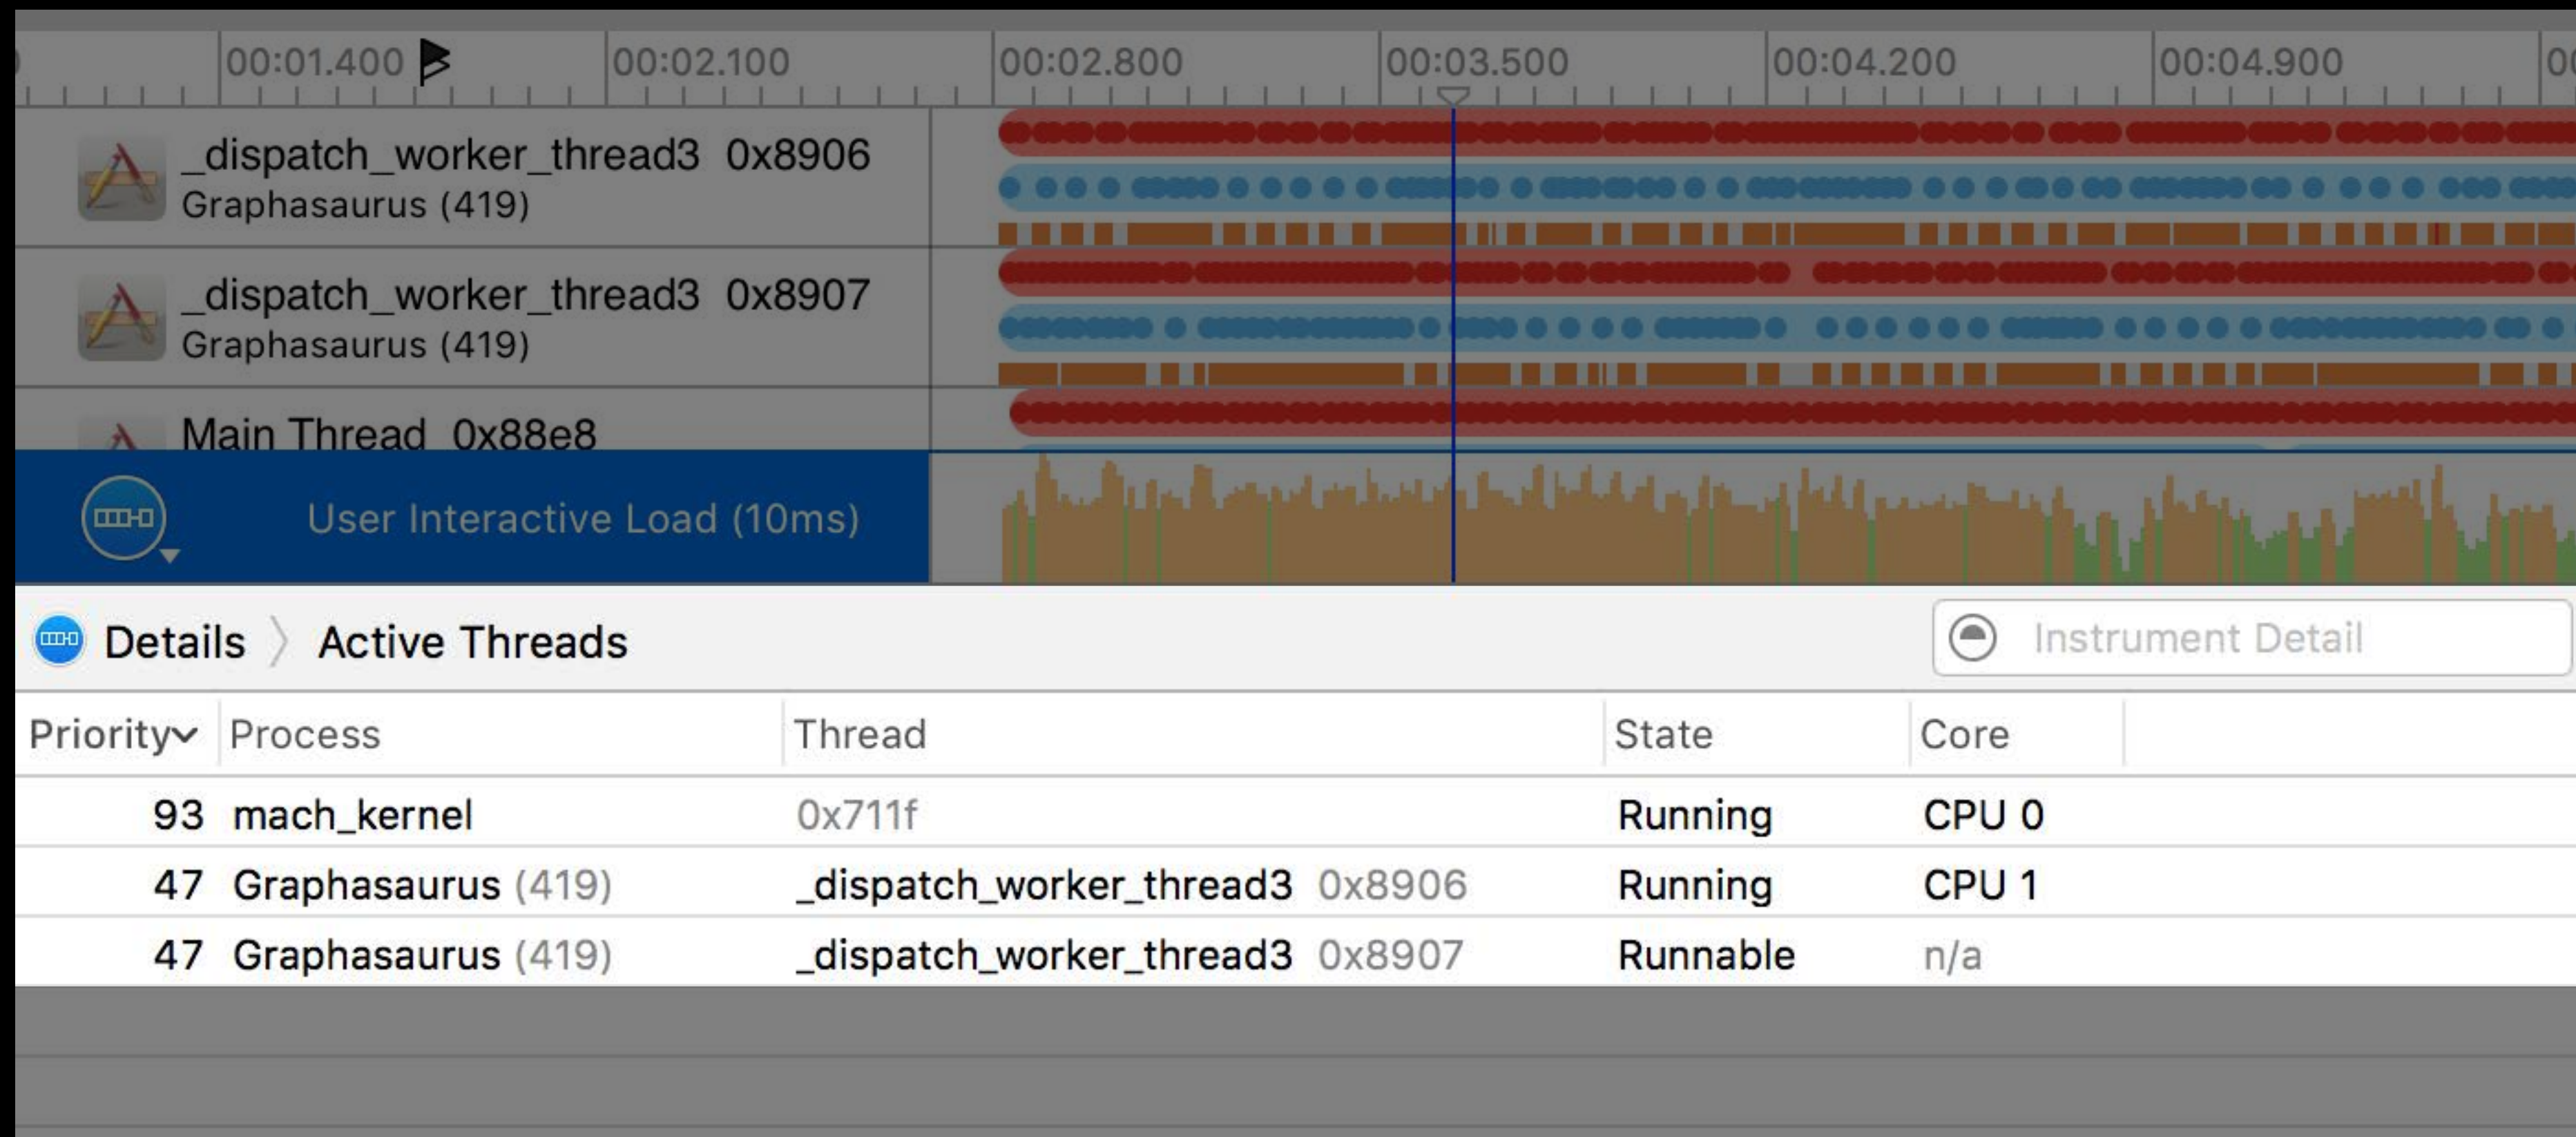 00:01.400 00:02.100 00:02.800 00:03.500 00:04.200 00:04.900
_dispatch_worker_thread3 0x8906
Graphasaurus (419)
_dispatch_worker_thread3 0x8907
Graphasaurus (419)
Main Thread 0x88e8
User Interactive Load (10ms)
Details Active Threads Instrument Detail
Priority Process Thread State Core
93 mach_kernel 0x711f Running CPU 0
47 Graphasaurus (419) _dispatch_worker_thread3 0x8906 Running CPU 1
47 Graphasaurus (419) _dispatch_worker_thread3 0x8907 Runnable n/a